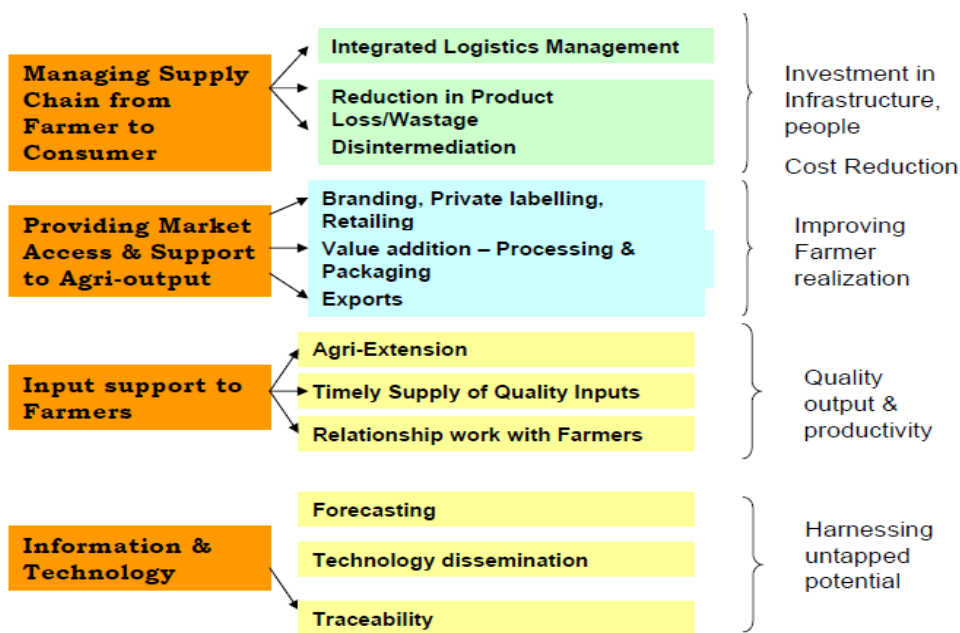 Managing Supply
Chain from
Farmer to
Consumer
Integrated Logistics Management
Reduction in Product
Loss/Wastage
Disintermediation
Investment in
Infrastructure,
people
Cost Reduction
Providing Market
Access & Support
to Agri-output
Branding, Private labelling,
Retailing
Value addition – Processing &
Packaging
Exports
Improving
Farmer
realization
Input support to
Farmers
Agri-Extension
Timely Supply of Quality Inputs
Relationship work with Farmers
Quality
output &
productivity
Information &
Technology
Forecasting
Technology dissemination
Traceability
Harnessing
untapped
potential